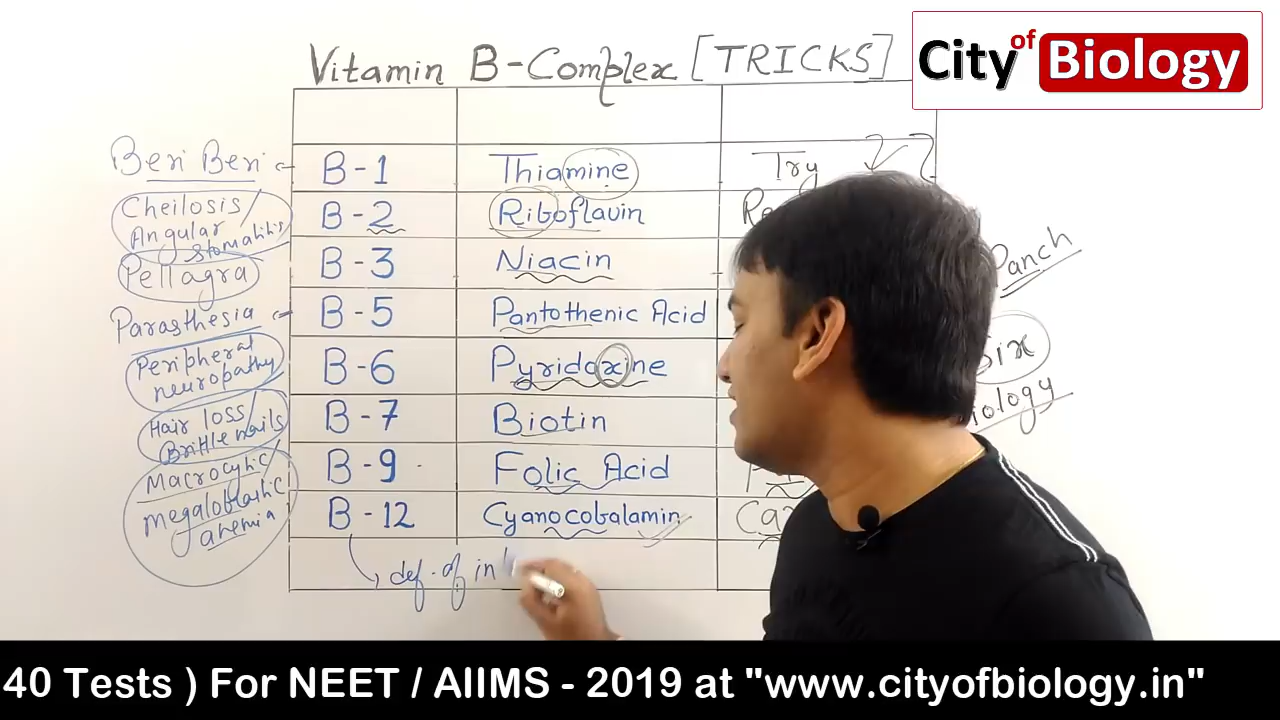 Vitamin B-Complex [TRICKS]
City of Biology
Beri Beri B-1 Thiamine Try
Cheilosis/
Angular
Stomatitis
B-2 Riboflavin
Pellagra B-3 Niacin
Panch
Parasthesia B-5 Pantothenic Acid
Peripheral
neuropathy
B-6 Pyridoxine
Six
Hair loss/
Brittle nails
B-7 Biotin
iology
Macrocytic/
megaloblastic
anemia
B-9 Folic Acid
B-12 Cyanocobalamin
def. of in
40 Tests ) For NEET / AIIMS - 2019 at "www.cityofbiology.in"